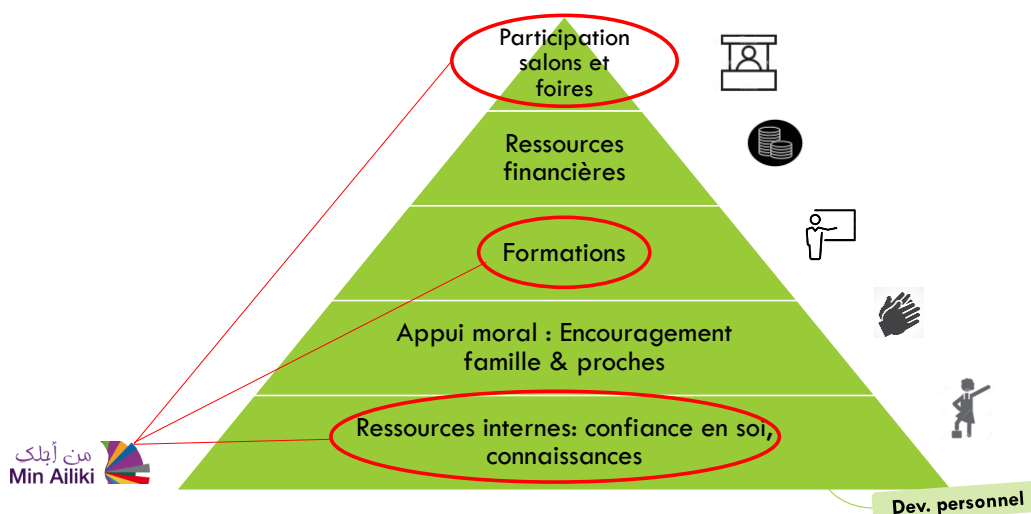 Participation
salons et
foires
Ressources
financières
Formations
Appui moral : Encouragement
famille & proches
Ressources internes: confiance en soi,
connaissances
من أجلك
Min Ajliki
Dev. personnel